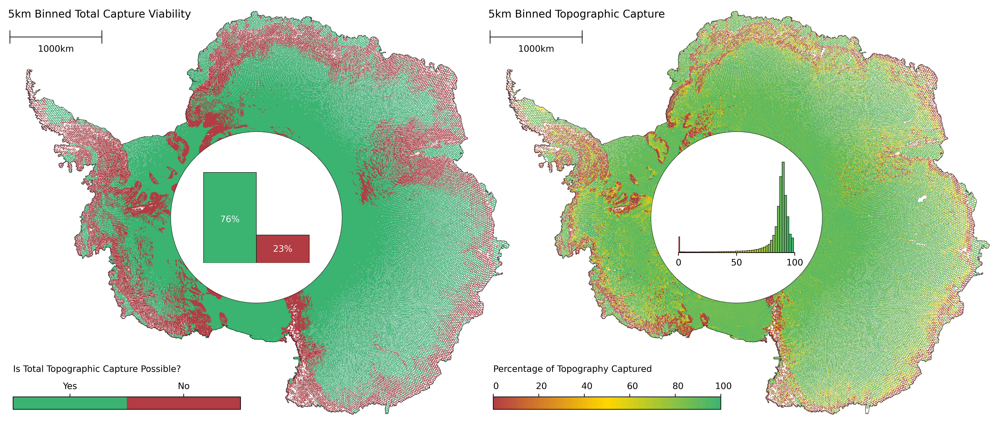 5km Binned Total Capture Viability
1000km
76%
23%
Is Total Topographic Capture Possible?
Yes No
5km Binned Topographic Capture
1000km
0 50 100
Percentage of Topography Captured
0 20 40 60 80 100